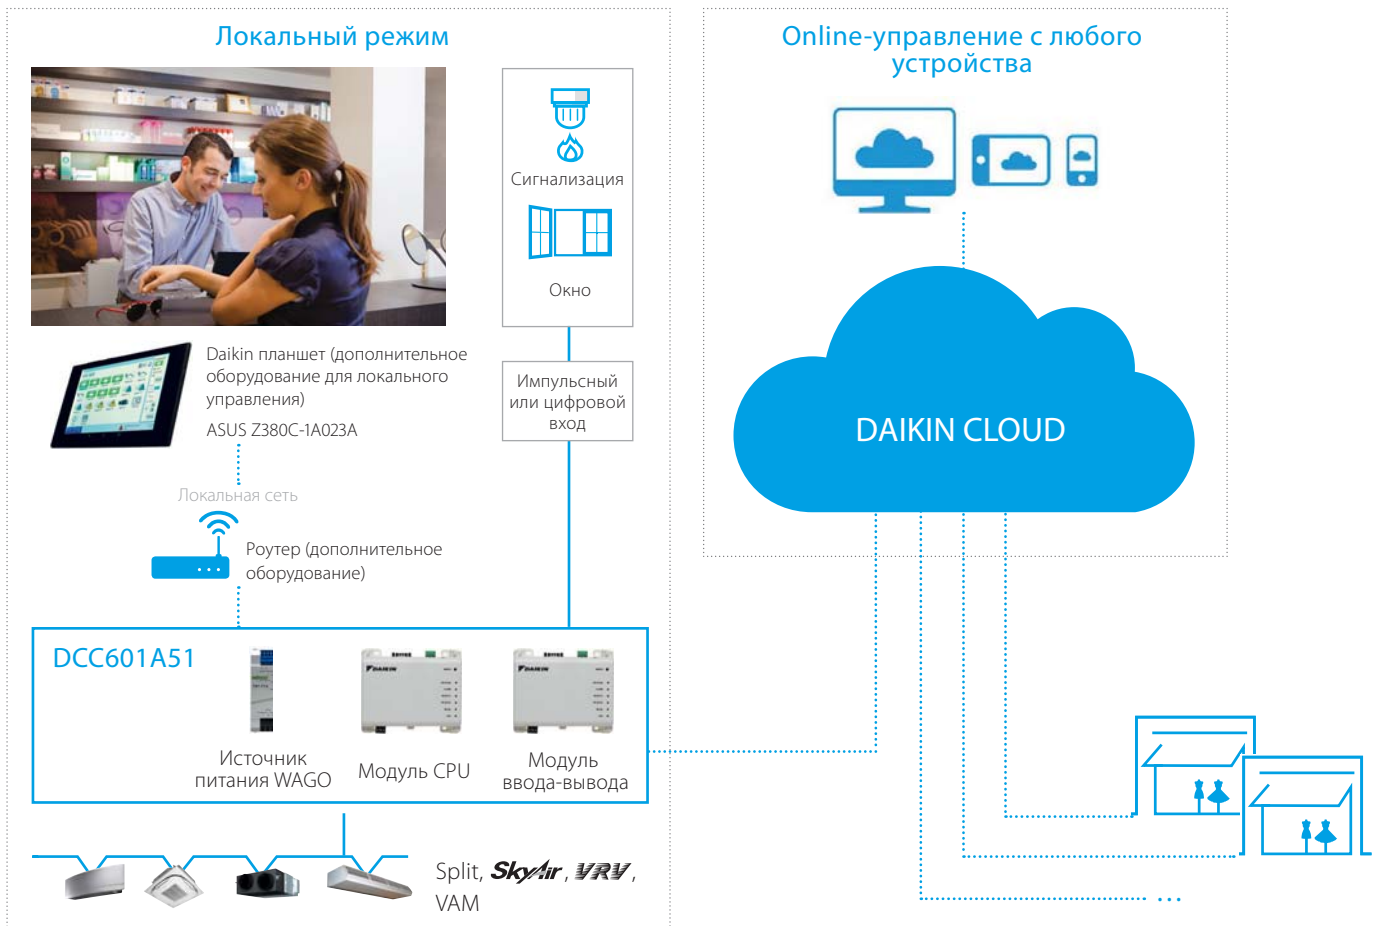 Локальный режим
Сигнализация
Окно
Daikin планшет (дополнительное
оборудование для локального
управления)
ASUS Z380C-1A023A
Импульсный
или цифровой
вход
Локальная сеть
Роутер (дополнительное
оборудование)
DCC601A51
DAIKIN
DAIKIN
Источник
питания WAGO
Модуль CPU
Модуль
ввода-вывода
Split, SkyAir, VRV,
VAM
Online-управление с любого
устройства
DAIKIN CLOUD
...